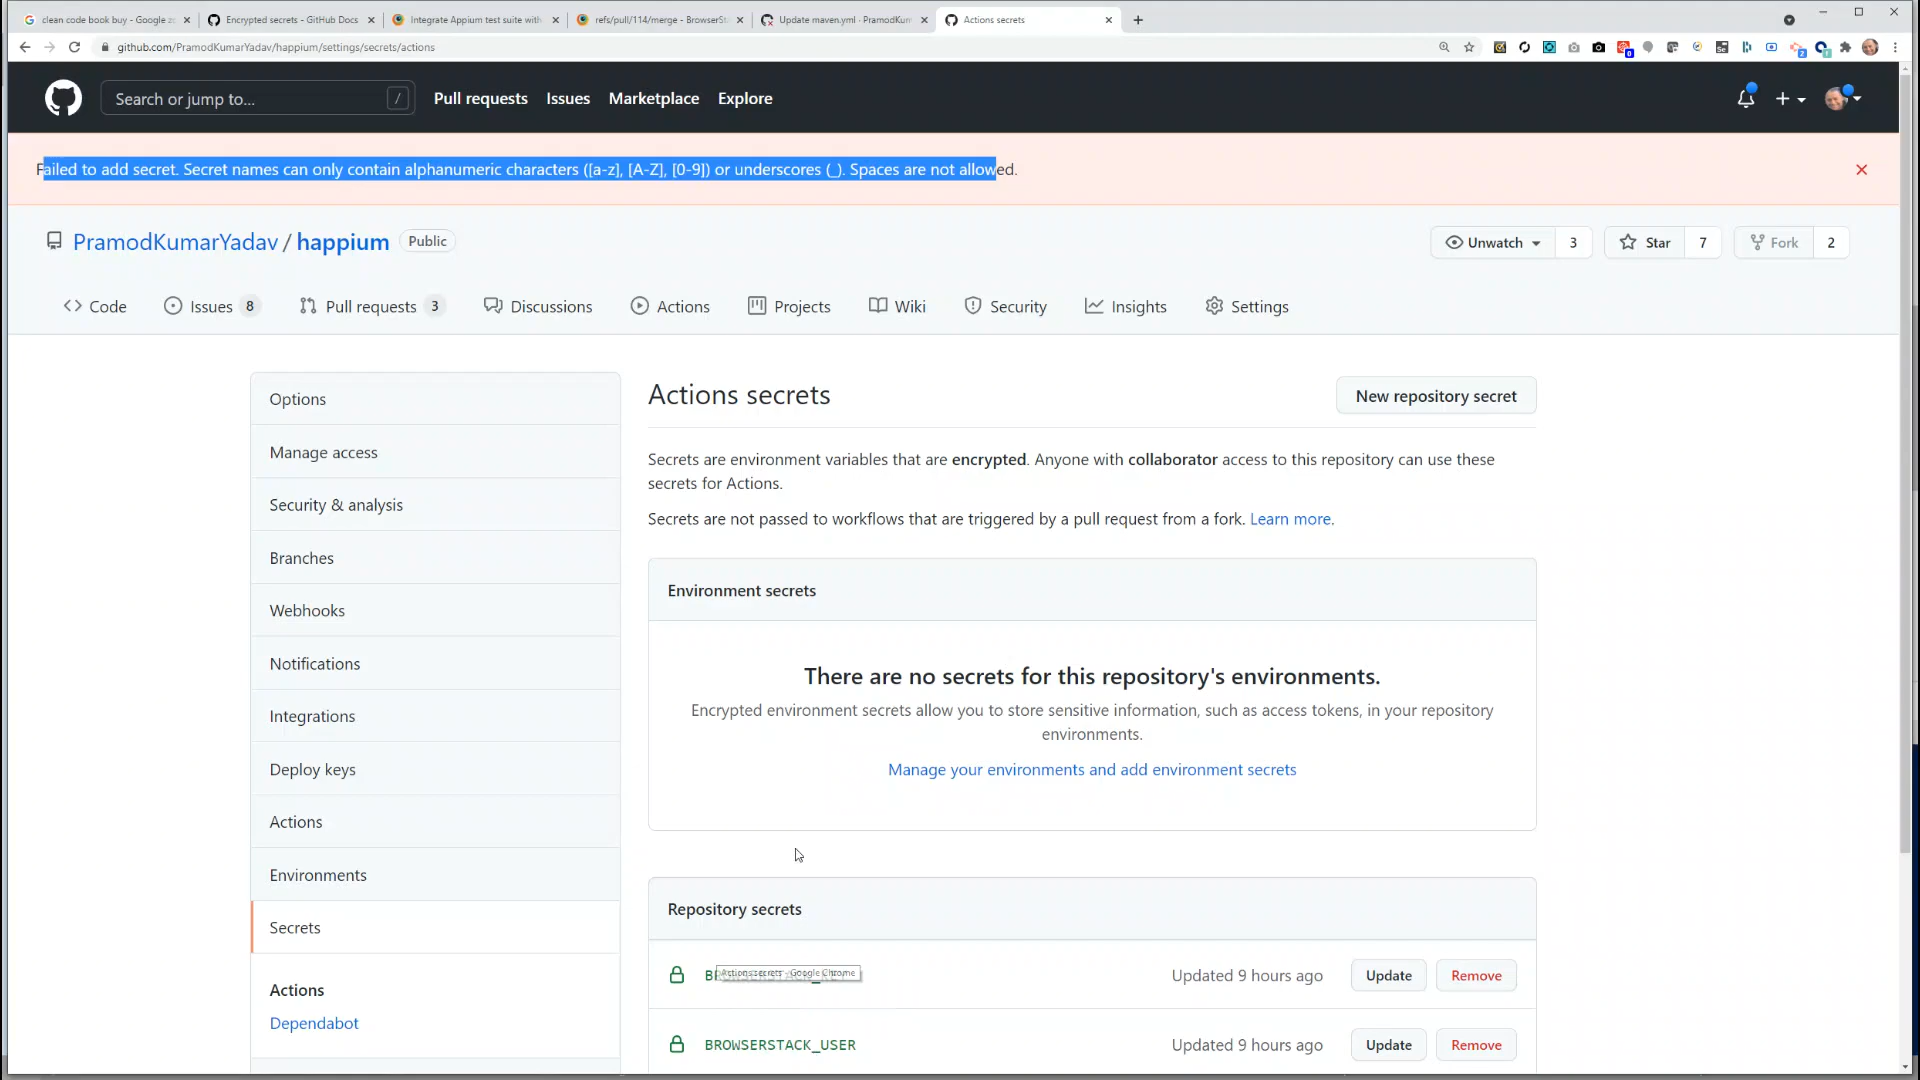 clean code book buy - Google
Encrypted secrets - GitHub Docs
Integrate Appium test suite with
refs/pull/114/merge - BrowserSt
Update maven.yml · PramodKum
Actions secrets
github.com/PramodKumarYadav/happium/settings/secrets/actions
Search or jump to...
/
Pull requests
Issues
Marketplace
Explore
Failed to add secret. Secret names can only contain alphanumeric characters ([a-z], [A-Z], [0-9]) or underscores (_). Spaces are not allowed.
PramodKumarYadav / happium
Public
Unwatch
3
Star
7
Fork
2
Code
Issues 8
Pull requests 3
Discussions
Actions
Projects
Wiki
Security
Insights
Settings
Options
Manage access
Security & analysis
Branches
Webhooks
Notifications
Integrations
Deploy keys
Actions
Environments
Secrets
Actions
Dependabot
Actions secrets
New repository secret
Secrets are environment variables that are encrypted. Anyone with collaborator access to this repository can use these
secrets for Actions.
Secrets are not passed to workflows that are triggered by a pull request from a fork. Learn more.
Environment secrets
There are no secrets for this repository's environments.
Encrypted environment secrets allow you to store sensitive information, such as access tokens, in your repository
environments.
Manage your environments and add environment secrets
Repository secrets
Actions secrets - Google Chrome
Updated 9 hours ago
Update
Remove
BROWSERSTACK_USER
Updated 9 hours ago
Update
Remove